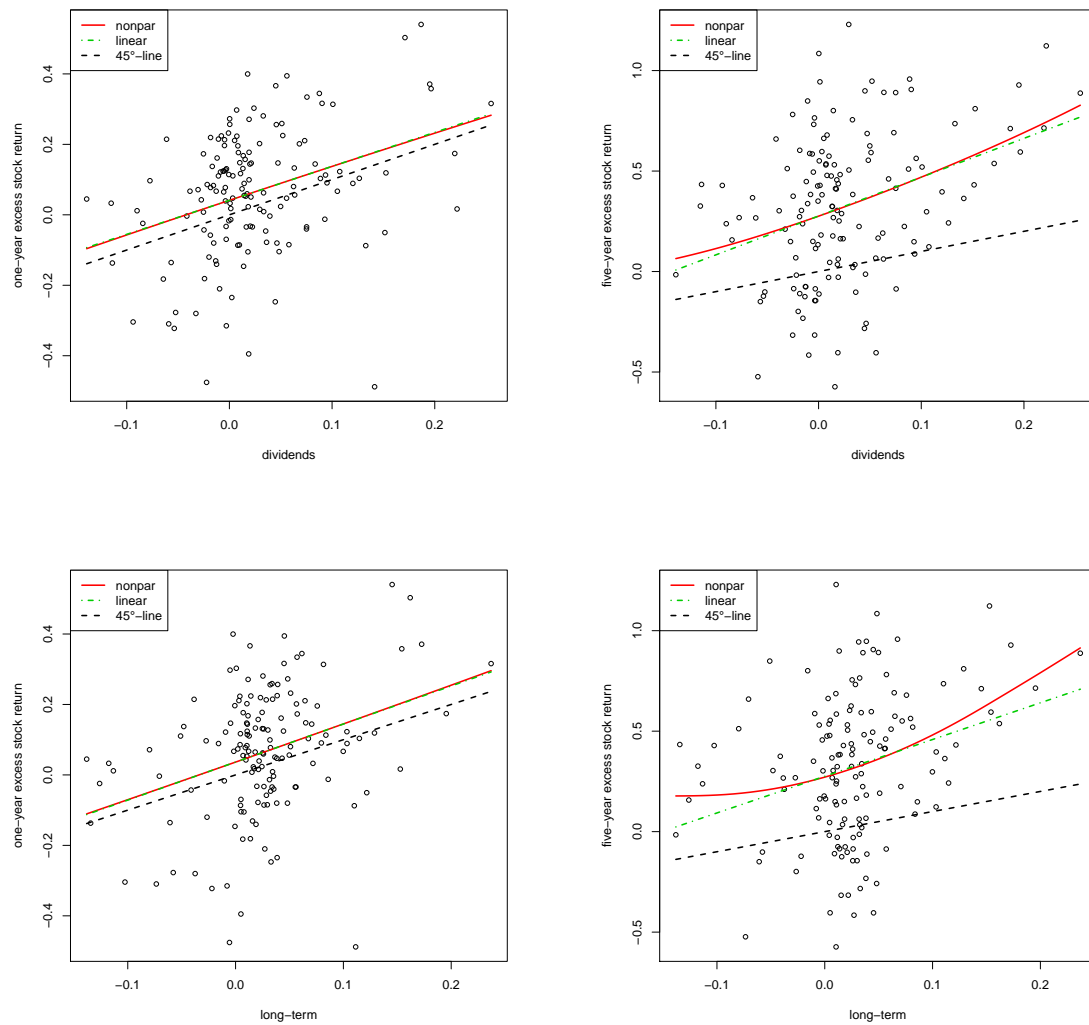 nonpar
linear
45°−line
one−year excess stock return
−0.4
−0.2
0.0
0.2
0.4
−0.1
0.0
0.1
0.2
dividends
nonpar
linear
45°−line
five−year excess stock return
−0.5
0.0
0.5
1.0
−0.1
0.0
0.1
0.2
dividends
nonpar
linear
45°−line
one−year excess stock return
−0.4
−0.2
0.0
0.2
0.4
−0.1
0.0
0.1
0.2
long−term
nonpar
linear
45°−line
five−year excess stock return
−0.5
0.0
0.5
1.0
−0.1
0.0
0.1
0.2
long−term